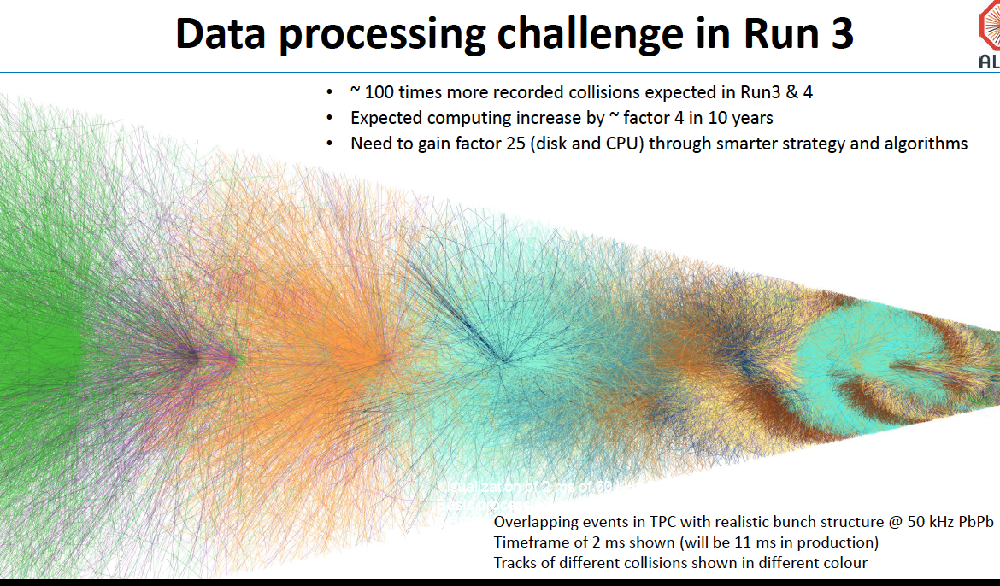 Data processing challenge in Run 3
AL
• ~ 100 times more recorded collisions expected in Run3 & 4
• Expected computing increase by ~ factor 4 in 10 years
• Need to gain factor 25 (disk and CPU) through smarter strategy and algorithms
Visualization of 2 ms of 50
Overlapping events in TPC with realistic bunch structure @ 50 kHz PbPb
Timeframe of 2 ms shown (will be 11 ms in production)
Tracks of different collisions shown in different colour